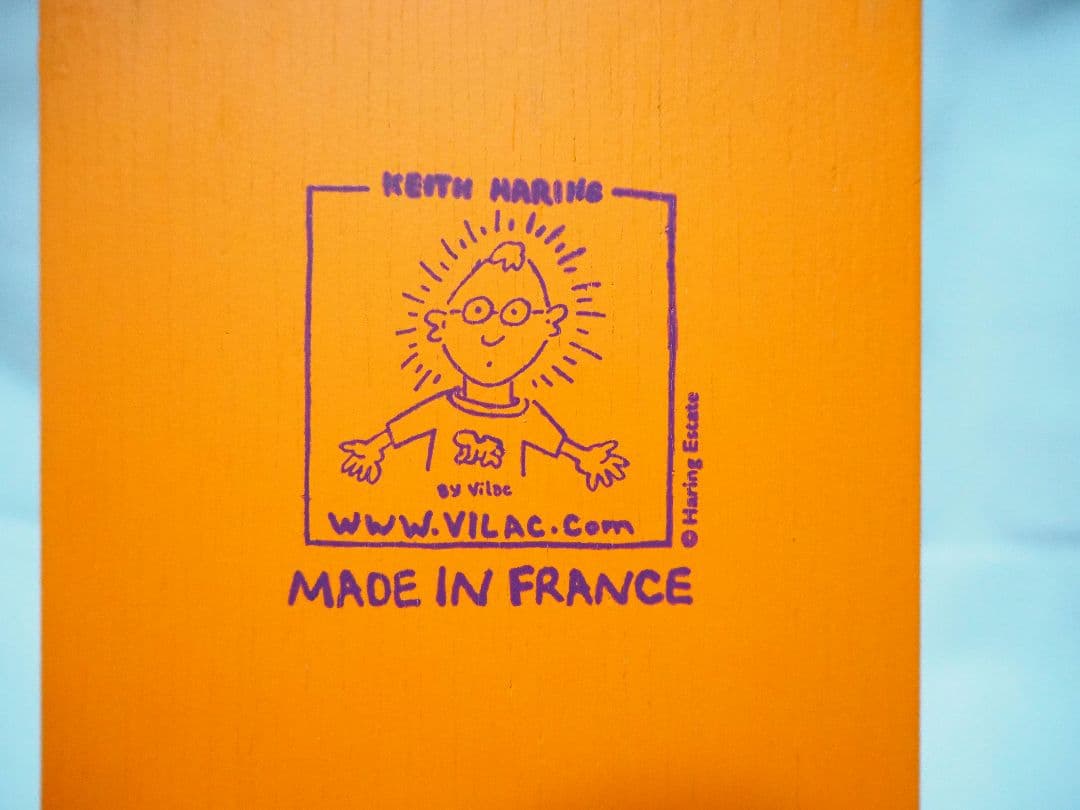 KEITH HARING
By Vilac
WWW.VILAC.Com
© Haring Estate
MADE IN FRANCE